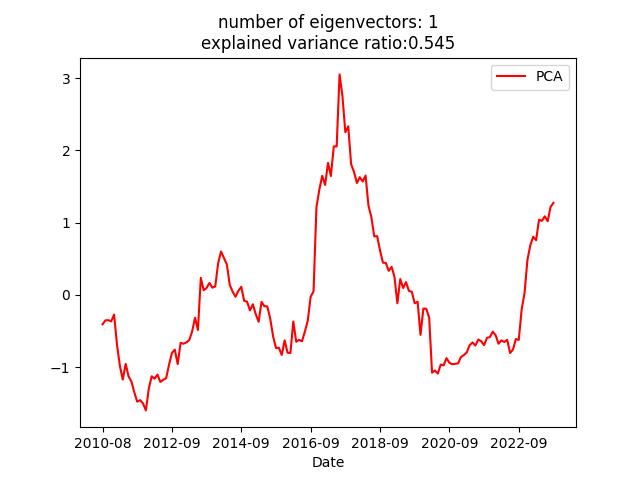 number of eigenvectors: 1
explained variance ratio:0.545
PCA
3
2
1
0
−1
2010-08 2012-09 2014-09 2016-09 2018-09 2020-09 2022-09
Date